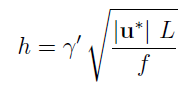 h = γ′ √(|u*| L / f)